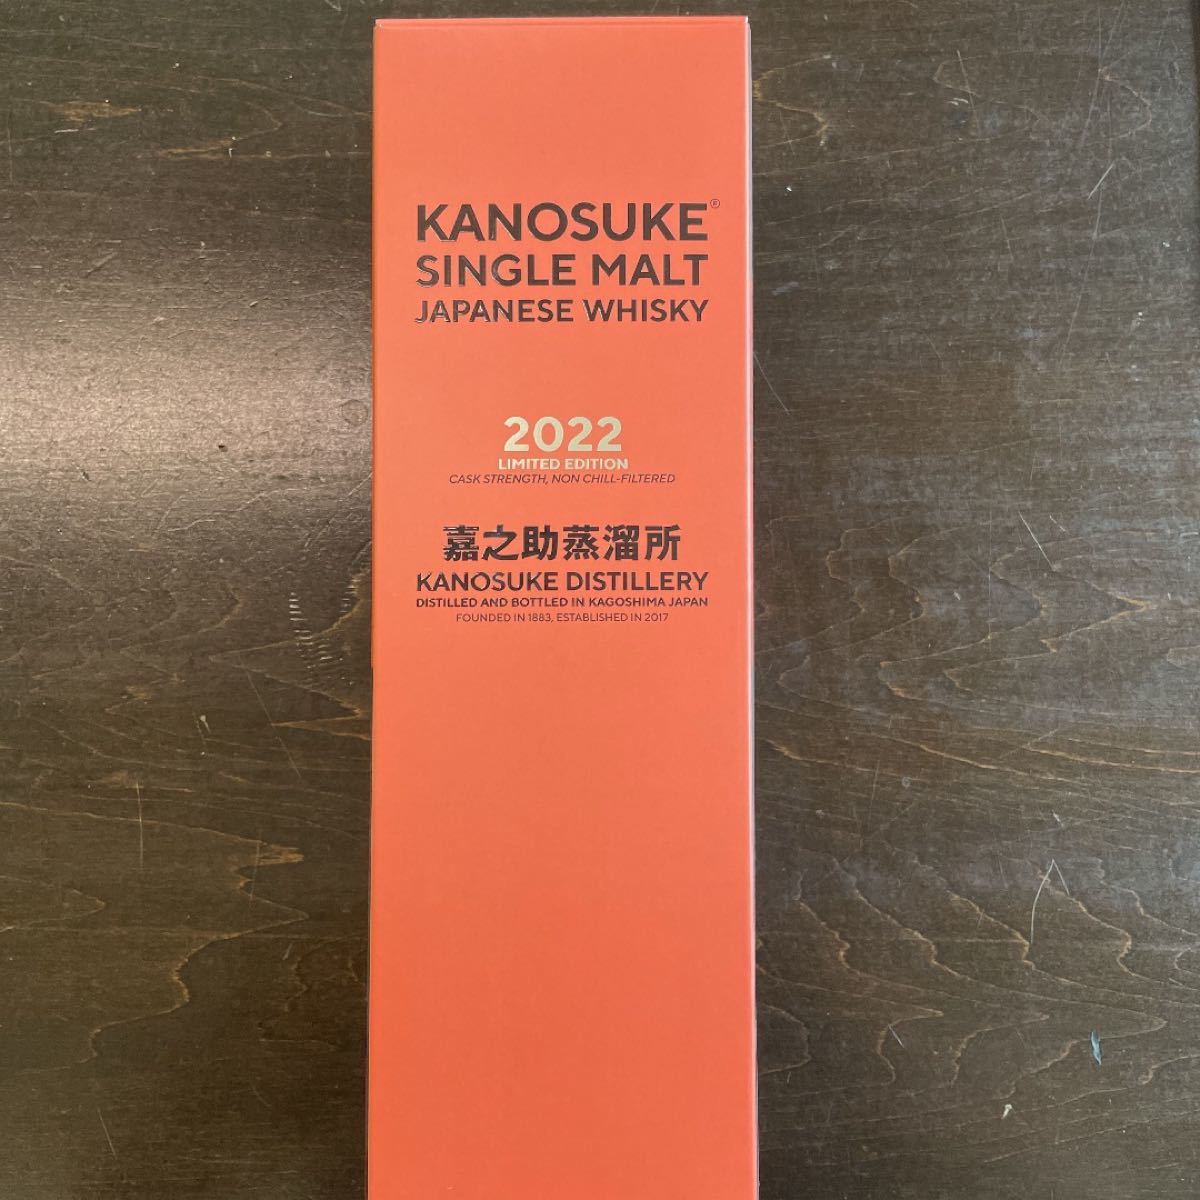 KANOSUKE®
SINGLE MALT
JAPANESE WHISKY
2022
LIMITED EDITION
CASK STRENGTH, NON CHILL-FILTERED
嘉之助蒸溜所
KANOSUKE DISTILLERY
DISTILLED AND BOTTLED IN KAGOSHIMA JAPAN
FOUNDED IN 1883, ESTABLISHED IN 2017